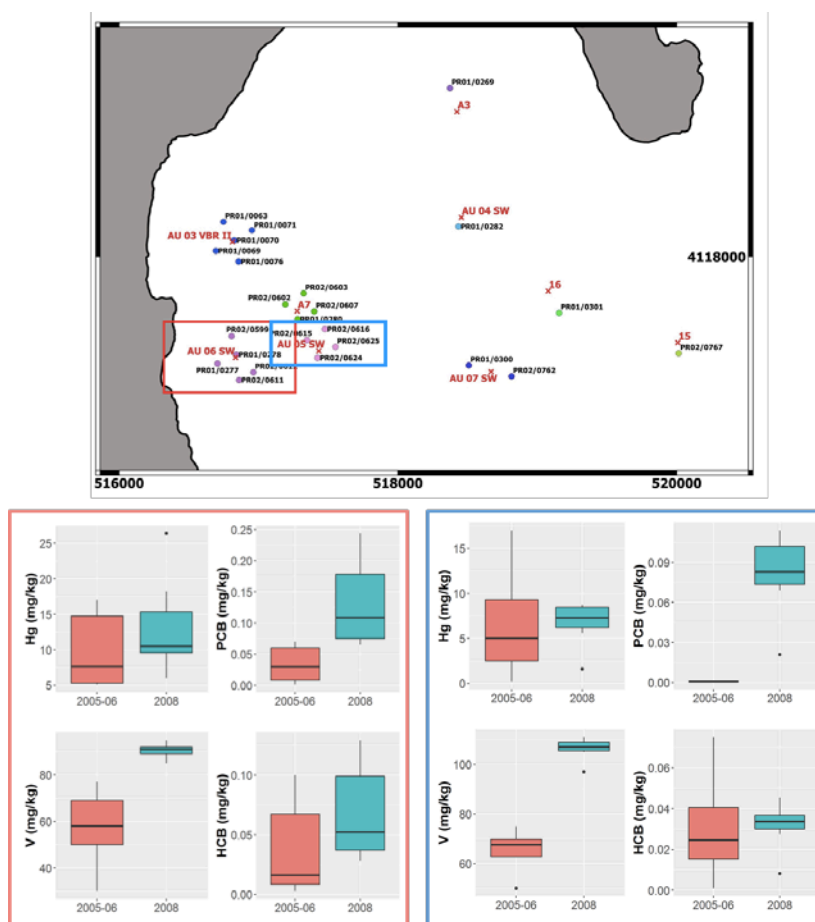 PR01/0269
A3
PR01/0063
PR01/0071
AU 03 VBR II
PR01/0070
AU 04 SW
PR01/0282
PR01/0069
PR01/0076
4118000
PR02/0603
16
PR02/0602
A7
PR02/0607
PR01/0280
PR01/0301
PR02/0599
PR02/0615
PR02/0616
15
AU 05 SW
PR02/0625
PR02/0767
AU 06 SW
PR01/0278
PR02/0624
PR01/0300
PR01/0277
AU 07 SW
PR02/0762
PR02/0611
516000 518000 520000
Hg (mg/kg)
25
20
15
10
5
2005-06 2008
PCB (mg/kg)
0.25
0.20
0.15
0.10
0.05
0.00
2005-06 2008
Hg (mg/kg)
15
10
5
0
2005-06 2008
PCB (mg/kg)
0.09
0.06
0.03
0.00
2005-06 2008
V (mg/kg)
80
60
40
2005-06 2008
HCB (mg/kg)
0.10
0.05
0.00
2005-06 2008
V (mg/kg)
100
80
60
2005-06 2008
HCB (mg/kg)
0.06
0.04
0.02
0.00
2005-06 2008